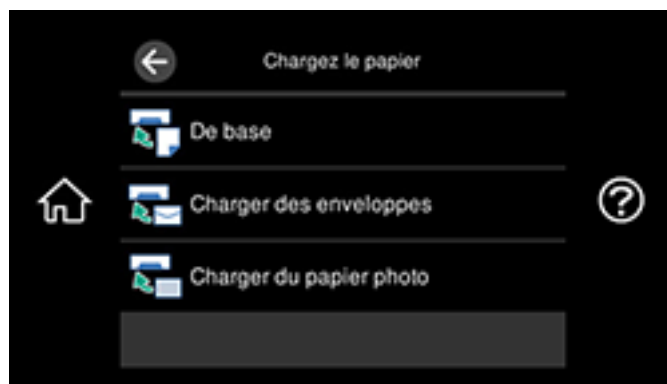 Chargez le papier
De base
Charger des enveloppes
Charger du papier photo